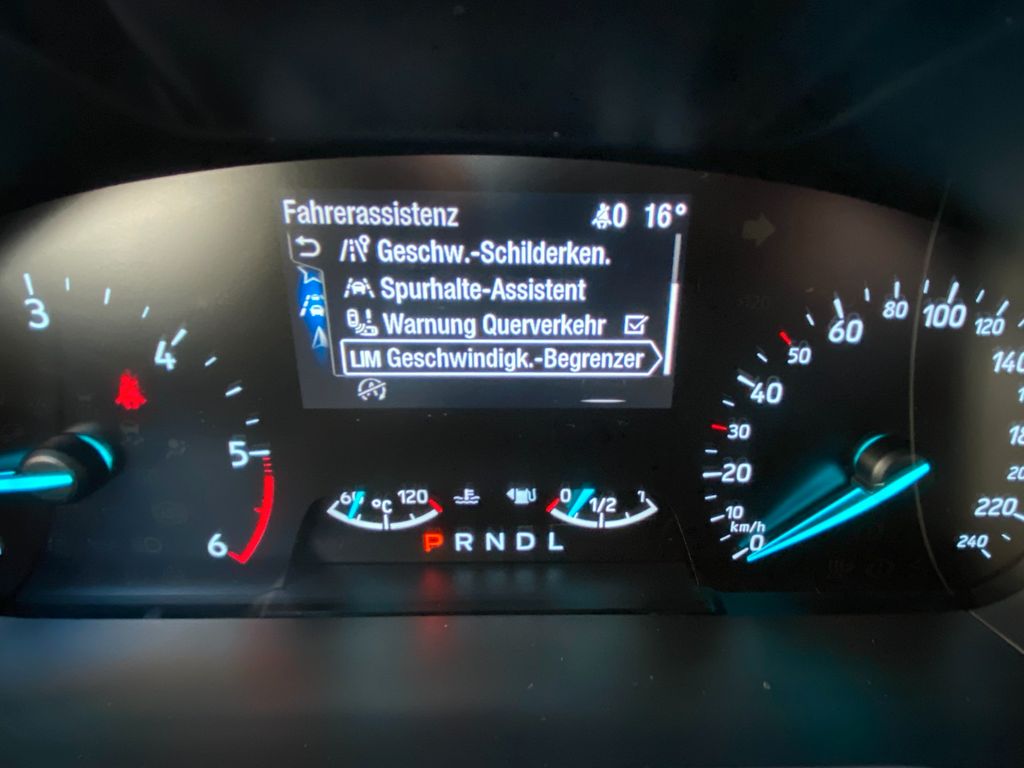 Fahrerassistenz 0 16°
Geschw.-Schilderken.
Spurhalte-Assistent
Warnung Querverkehr
LIM Geschwindigk.-Begrenzer
3
4
5
6
60 °C 120
0 1/2 1
P R N D L
0
10
20
30
40
50
60
80
100
120
220
240
km/h